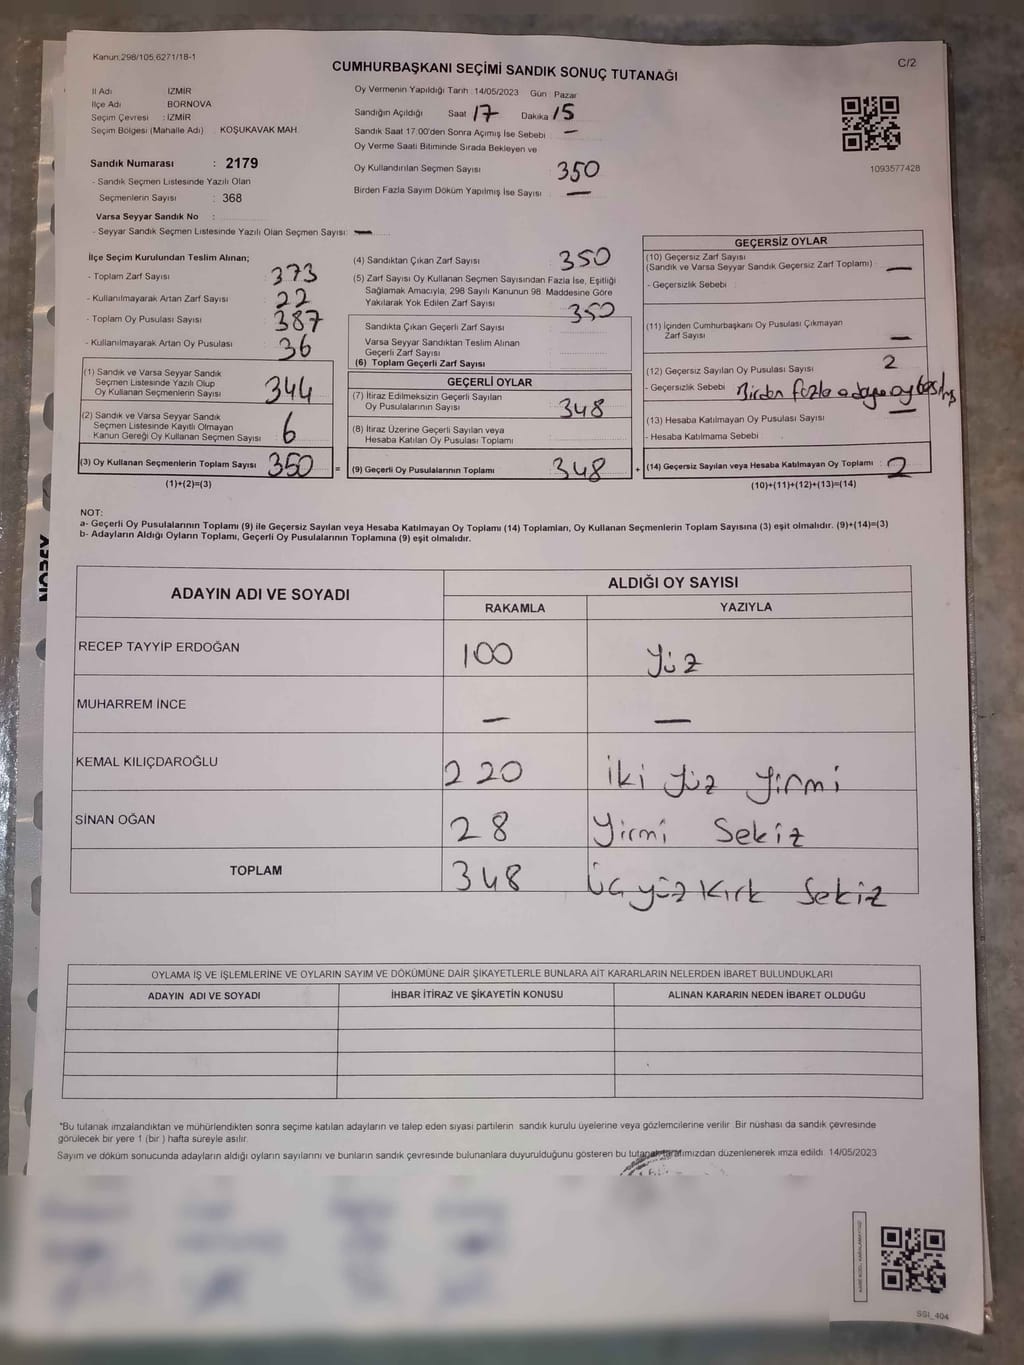 Kanun:298/105,6271/18-1
C/2
CUMHURBAŞKANI SEÇİMİ SANDIK SONUÇ TUTANAĞI
İl Adı İZMİR
İlçe Adı BORNOVA
Seçim Çevresi : İZMİR
Seçim Bölgesi (Mahalle Adı) : KOŞUKAVAK MAH.
Sandık Numarası : 2179
- Sandık Seçmen Listesinde Yazılı Olan
Seçmenlerin Sayısı : 368
Varsa Seyyar Sandık No :
- Seyyar Sandık Seçmen Listesinde Yazılı Olan Seçmen Sayısı: —
Oy Vermenin Yapıldığı Tarih : 14/05/2023 Gün : Pazar
Sandığın Açıldığı Saat 17 Dakika 15
Sandık Saat 17:00'den Sonra Açımış İse Sebebi —
Oy Verme Saati Bitiminde Sırada Bekleyen ve
Oy Kullandırılan Seçmen Sayısı : 350
Birden Fazla Sayım Döküm Yapılmış İse Sayısı : —
1093577428
İlçe Seçim Kurulundan Teslim Alınan;
- Toplam Zarf Sayısı : 373
- Kullanılmayarak Artan Zarf Sayısı : 22
- Toplam Oy Pusulası Sayısı : 387
- Kullanılmayarak Artan Oy Pusulası : 36
(1) Sandık ve Varsa Seyyar Sandık
Seçmen Listesinde Yazılı Olup
Oy Kullanan Seçmenlerin Sayısı : 344
(2) Sandık ve Varsa Seyyar Sandık
Seçmen Listesinde Kayıtlı Olmayan
Kanun Gereği Oy Kullanan Seçmen Sayısı : 6
(3) Oy Kullanan Seçmenlerin Toplam Sayısı : 350
(1)+(2)=(3)
(4) Sandıktan Çıkan Zarf Sayısı : 350
(5) Zarf Sayısı Oy Kullanan Seçmen Sayısından Fazla İse, Eşitliği
Sağlamak Amacıyla; 298 Sayılı Kanunun 98. Maddesine Göre
Yakılarak Yok Edilen Zarf Sayısı : 350
Sandıkta Çıkan Geçerli Zarf Sayısı
Varsa Seyyar Sandıktan Teslim Alınan
Geçerli Zarf Sayısı
(6) Toplam Geçerli Zarf Sayısı
GEÇERLİ OYLAR
(7) İtiraz Edilmeksizin Geçerli Sayılan
Oy Pusulalarının Sayısı : 348
(8) İtiraz Üzerine Geçerli Sayılan veya
Hesaba Katılan Oy Pusulası Toplamı
= (9) Geçerli Oy Pusulalarının Toplamı : 348
GEÇERSİZ OYLAR
(10) Geçersiz Zarf Sayısı
(Sandık ve Varsa Seyyar Sandık Geçersiz Zarf Toplamı) : —
- Geçersizlik Sebebi :
(11) İçinden Cumhurbaşkanı Oy Pusulası Çıkmayan
Zarf Sayısı —
(12) Geçersiz Sayılan Oy Pusulası Sayısı : 2
- Geçersizlik Sebebi : Birden fazla adaya oy
(13) Hesaba Katılmayan Oy Pusulası Sayısı : —
- Hesaba Katılmama Sebebi :
+ (14) Geçersiz Sayılan veya Hesaba Katılmayan Oy Toplamı : 2
(10)+(11)+(12)+(13)=(14)
NOT:
a- Geçerli Oy Pusulalarının Toplamı (9) ile Geçersiz Sayılan veya Hesaba Katılmayan Oy Toplamı (14) Toplamları, Oy Kullanan Seçmenlerin Toplam Sayısına (3) eşit olmalıdır. (9)+(14)=(3)
b- Adayların Aldığı Oyların Toplamı, Geçerli Oy Pusulalarının Toplamına (9) eşit olmalıdır.
ADAYIN ADI VE SOYADI ALDIĞI OY SAYISI
RAKAMLA YAZIYLA
RECEP TAYYİP ERDOĞAN 100 yüz
MUHARREM İNCE — —
KEMAL KILIÇDAROĞLU 220 iki yüz yirmi
SİNAN OĞAN 28 Yirmi Sekiz
TOPLAM 348 üç yüz Kırk Sekiz
OYLAMA İŞ VE İŞLEMLERİNE VE OYLARIN SAYIM VE DÖKÜMÜNE DAİR ŞİKAYETLERLE BUNLARA AİT KARARLARIN NELERDEN İBARET BULUNDUKLARI
ADAYIN ADI VE SOYADI İHBAR İTİRAZ VE ŞİKAYETİN KONUSU ALINAN KARARIN NEDEN İBARET OLDUĞU
*Bu tutanak imzalandıktan ve mühürlendikten sonra seçime katılan adayların ve talep eden siyasi partilerin sandık kurulu üyelerine veya gözlemcilerine verilir. Bir nüshası da sandık çevresinde
görülecek bir yere 1 (bir) hafta süreyle asılır.
Sayım ve döküm sonucunda adayların aldığı oyların sayılarını ve bunların sandık çevresinde bulunanlara duyurulduğunu gösteren bu tutanak tarafımızdan düzenlenerek imza edildi. 14/05/2023
SSI_404